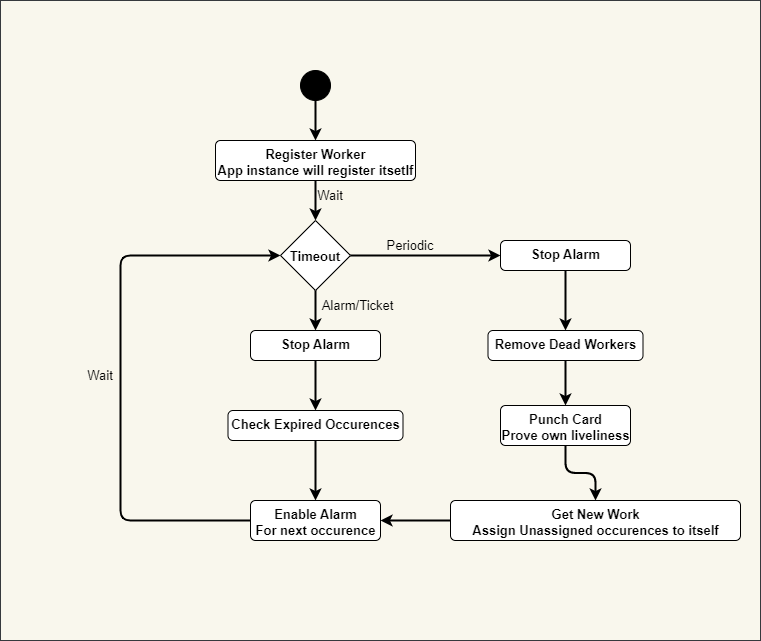 Register Worker
App instance will register itsetlf
Wait
Timeout
Periodic
Stop Alarm
Alarm/Ticket
Stop Alarm
Remove Dead Workers
Wait
Check Expired Occurences
Punch Card
Prove own liveliness
Enable Alarm
For next occurence
Get New Work
Assign Unassigned occurences to itself